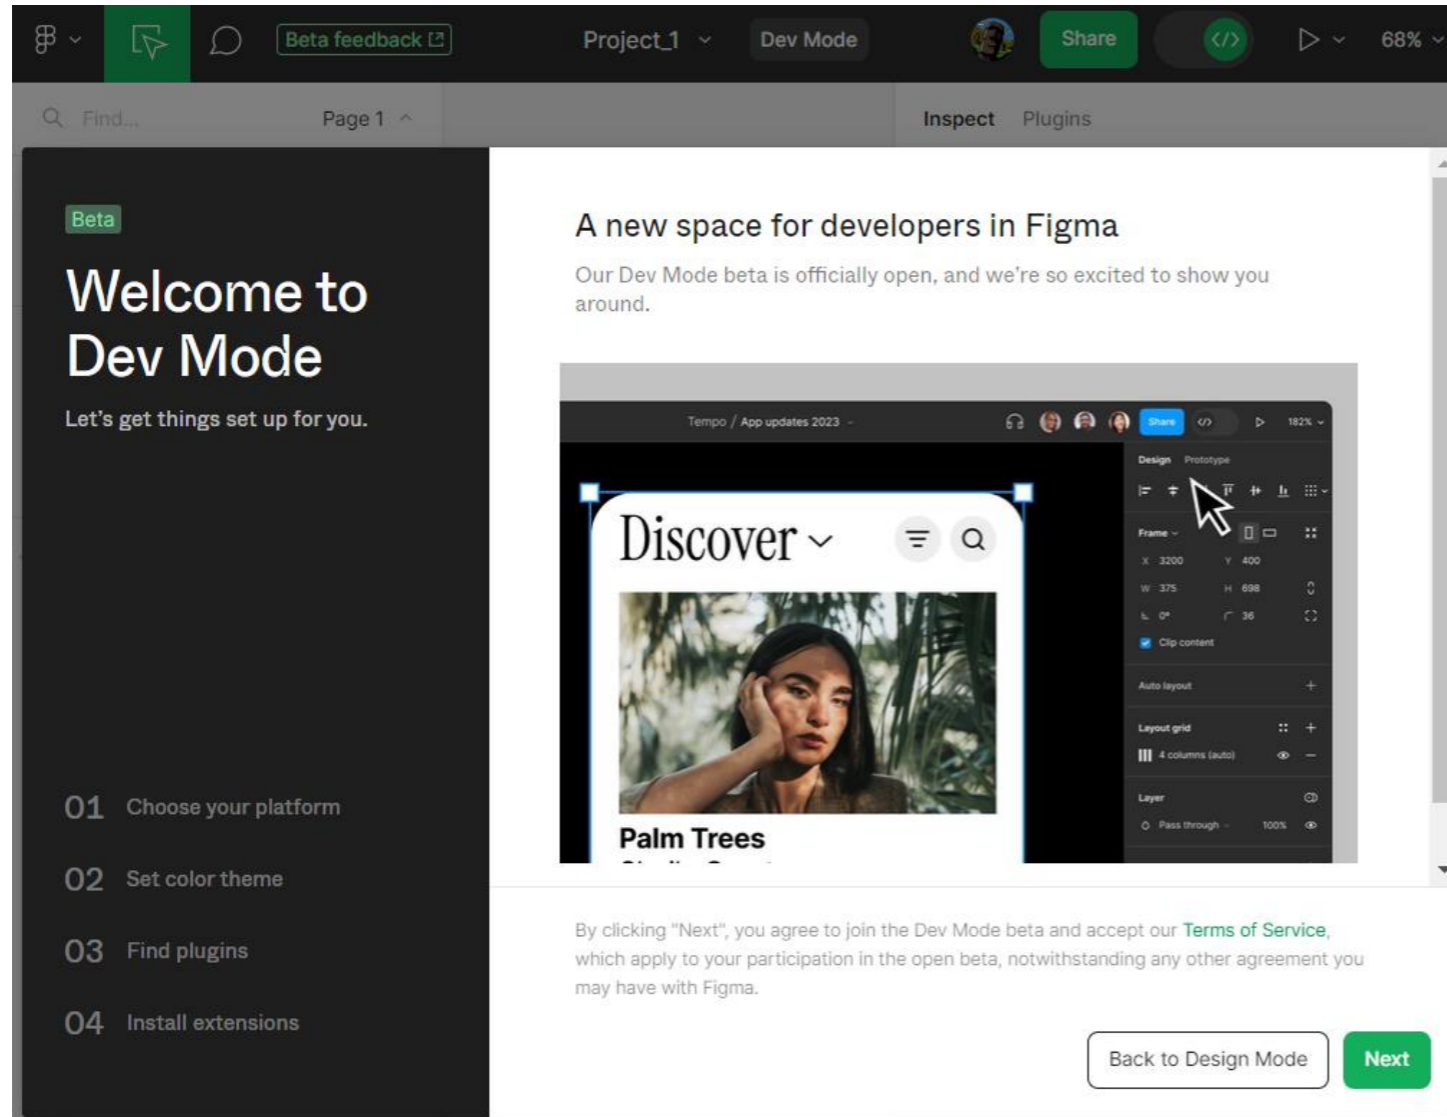 Beta feedback
Project_1
Dev Mode
Share
</>
68%
Find...
Page 1
Inspect
Plugins
Beta
Welcome to
Dev Mode
Let's get things set up for you.
01 Choose your platform
02 Set color theme
03 Find plugins
04 Install extensions
A new space for developers in Figma
Our Dev Mode beta is officially open, and we're so excited to show you
around.
Tempo / App updates 2023
Share
</>
182%
Design Prototype
Frame
X 3200 Y 400
W 375 H 698
0° 36
Clip content
Auto layout
Layout grid
4 columns (auto)
Layer
Pass through 100%
Discover
Palm Trees
By clicking "Next", you agree to join the Dev Mode beta and accept our Terms of Service,
which apply to your participation in the open beta, notwithstanding any other agreement you
may have with Figma.
Back to Design Mode
Next